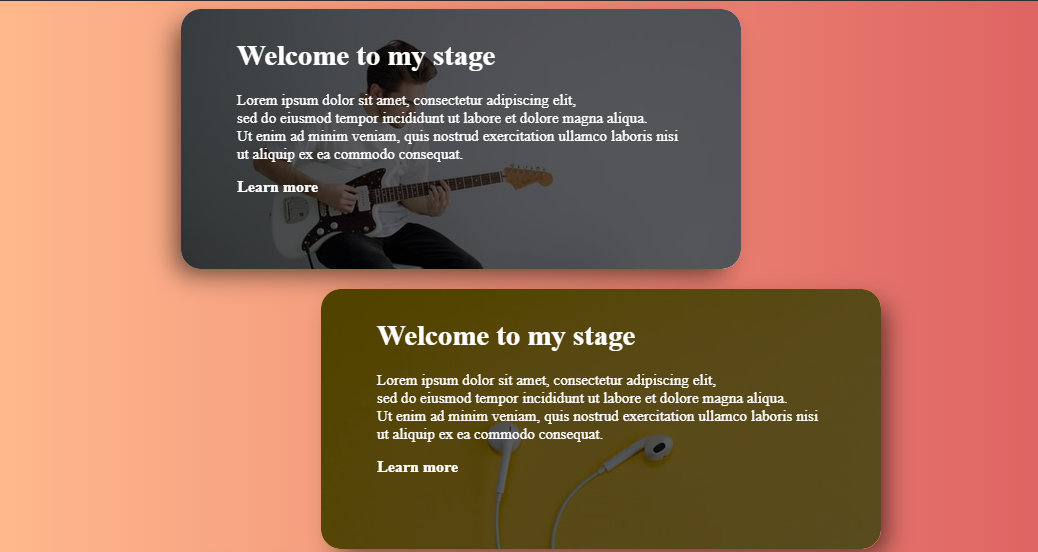 Welcome to my stage
Lorem ipsum dolor sit amet, consectetur adipiscing elit,
sed do eiusmod tempor incididunt ut labore et dolore magna aliqua.
Ut enim ad minim veniam, quis nostrud exercitation ullamco laboris nisi
ut aliquip ex ea commodo consequat.
Learn more
Welcome to my stage
Lorem ipsum dolor sit amet, consectetur adipiscing elit,
sed do eiusmod tempor incididunt ut labore et dolore magna aliqua.
Ut enim ad minim veniam, quis nostrud exercitation ullamco laboris nisi
ut aliquip ex ea commodo consequat.
Learn more